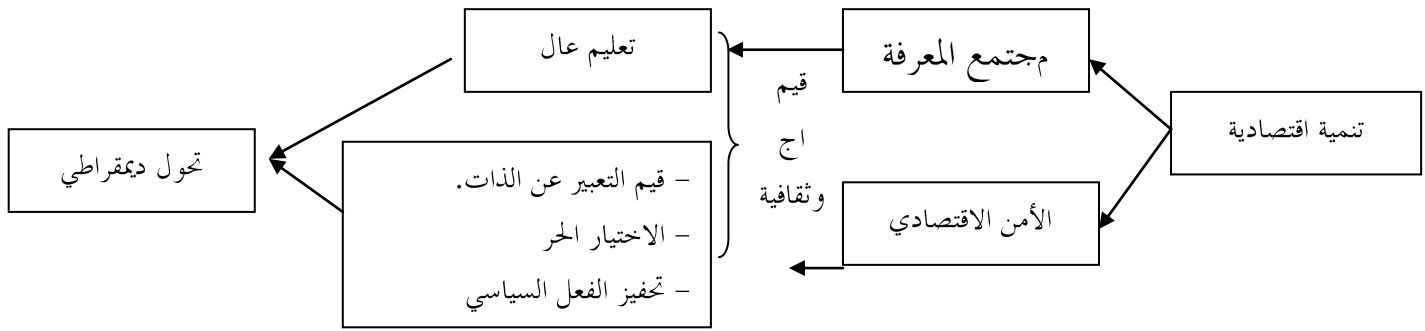 تنمية اقتصادية
مجتمع المعرفة
الأمن الاقتصادي
قيم
اج
وثقافية
تعليم عال
- قيم التعبير عن الذات.
- الاختيار الحر
- تحفيز الفعل السياسي
تحول ديمقراطي